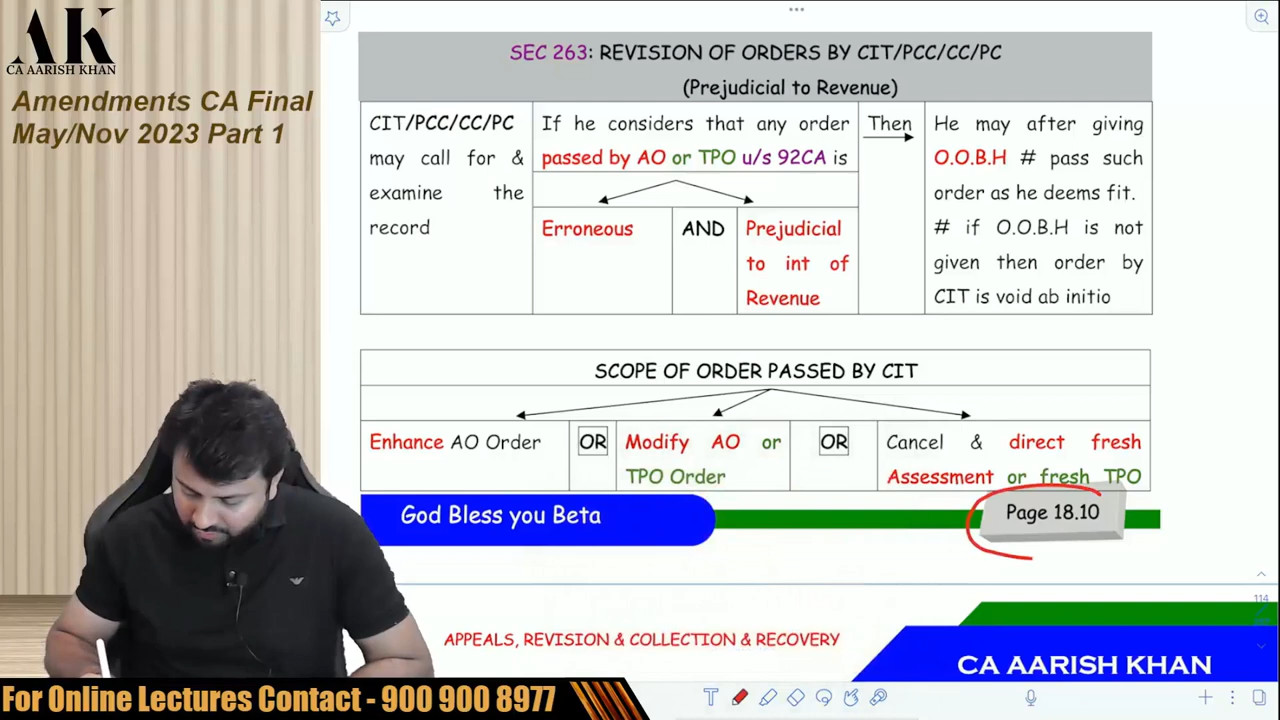 AK
CA AARISH KHAN
Amendments CA Final
May/Nov 2023 Part 1
SEC 263: REVISION OF ORDERS BY CIT/PCC/CC/PC
(Prejudicial to Revenue)
CIT/PCC/CC/PC
may call for &
examine the
record
If he considers that any order
passed by AO or TPO u/s 92CA is
Erroneous
AND
Prejudicial
to int of
Revenue
Then
He may after giving
O.O.B.H # pass such
order as he deems fit.
# if O.O.B.H is not
given then order by
CIT is void ab initio
SCOPE OF ORDER PASSED BY CIT
Enhance AO Order
OR
Modify AO or
TPO Order
OR
Cancel & direct fresh
Assessment or fresh TPO
God Bless you Beta
Page 18.10
114
APPEALS, REVISION & COLLECTION & RECOVERY
CA AARISH KHAN
For Online Lectures Contact - 900 900 8977